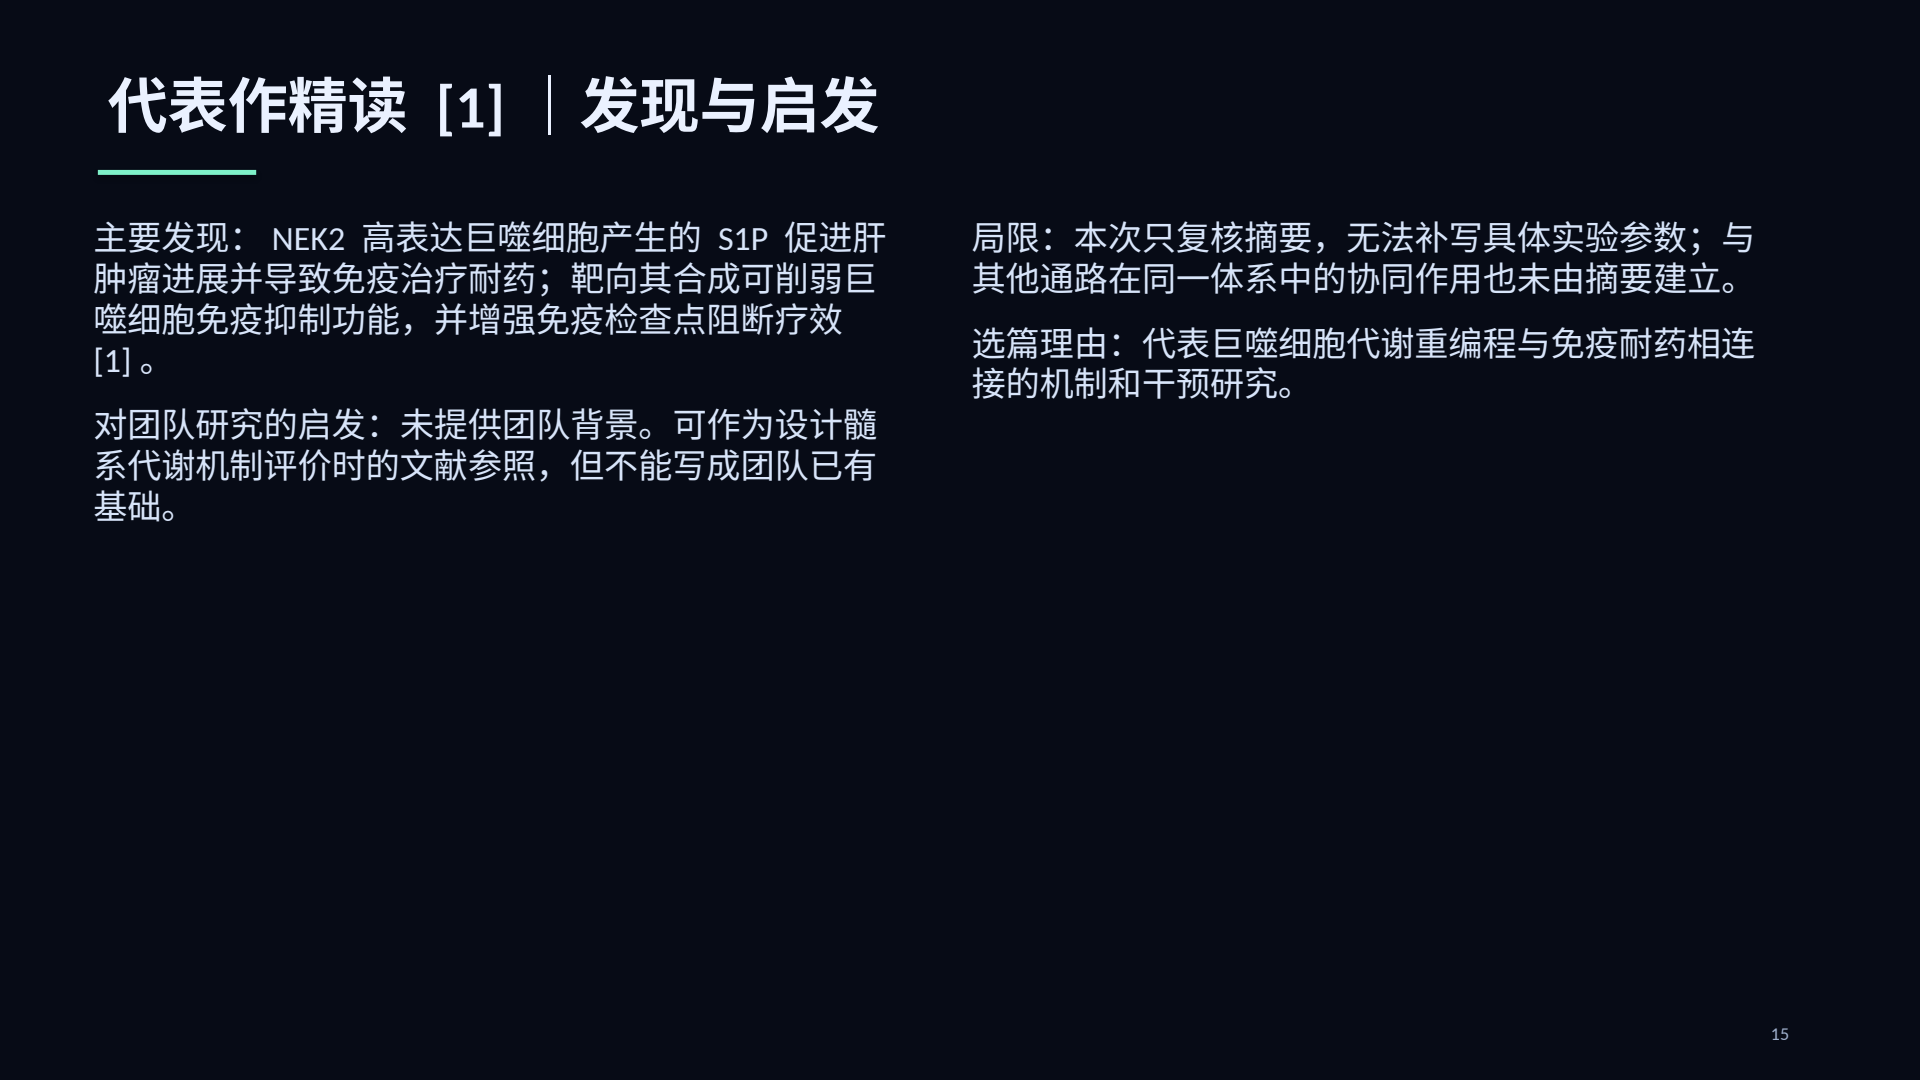 代表作精读 [1] ｜发现与启发
主要发现： NEK2 高表达巨噬细胞产生的 S1P 促进肝
肿瘤进展并导致免疫治疗耐药；靶向其合成可削弱巨
噬细胞免疫抑制功能，并增强免疫检查点阻断疗效
[1] 。
对团队研究的启发：未提供团队背景。可作为设计髓
系代谢机制评价时的文献参照，但不能写成团队已有
基础。
局限：本次只复核摘要，无法补写具体实验参数；与
其他通路在同一体系中的协同作用也未由摘要建立。
选篇理由：代表巨噬细胞代谢重编程与免疫耐药相连
接的机制和干预研究。
15